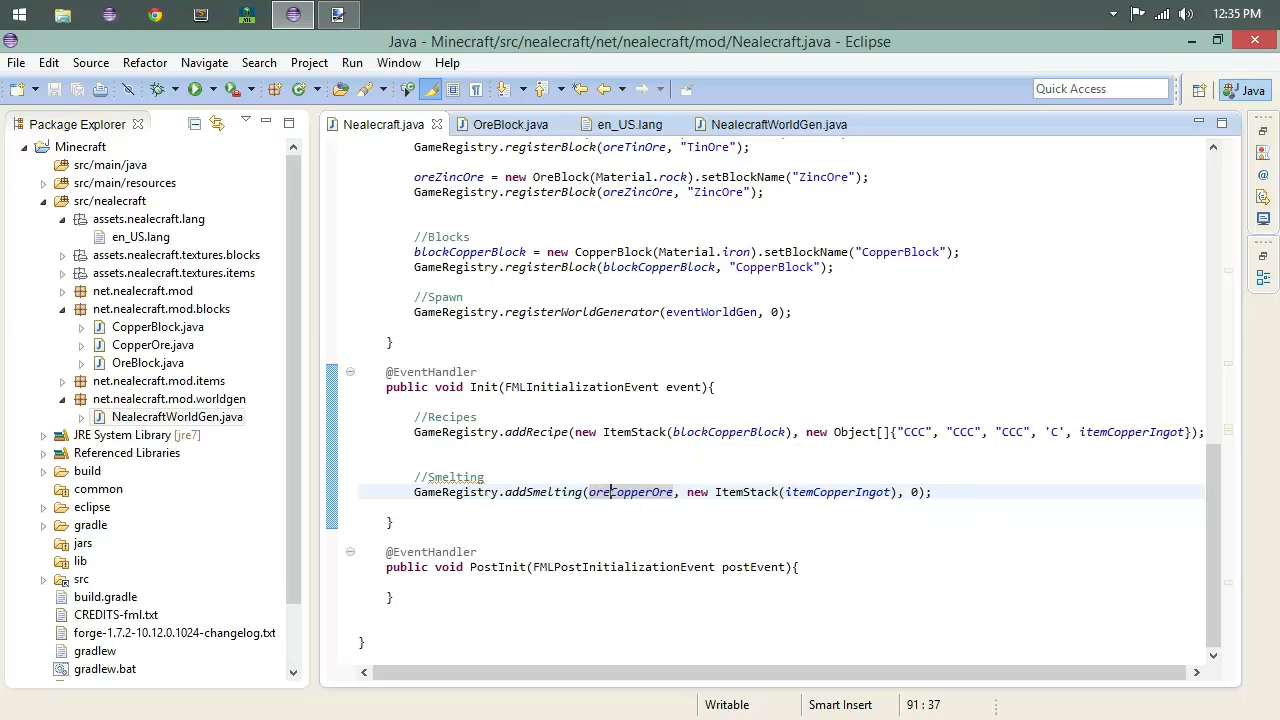 12:35 PM
Java - Minecraft/src/nealecraft/net/nealecraft/mod/Nealecraft.java - Eclipse
File Edit Source Refactor Navigate Search Project Run Window Help
Quick Access
Java
Package Explorer
Minecraft
src/main/java
src/main/resources
src/nealecraft
assets.nealecraft.lang
en_US.lang
assets.nealecraft.textures.blocks
assets.nealecraft.textures.items
net.nealecraft.mod
net.nealecraft.mod.blocks
CopperBlock.java
CopperOre.java
OreBlock.java
net.nealecraft.mod.items
net.nealecraft.mod.worldgen
NealecraftWorldGen.java
JRE System Library [jre7]
Referenced Libraries
build
common
eclipse
gradle
jars
lib
src
build.gradle
CREDITS-fml.txt
forge-1.7.2-10.12.0.1024-changelog.txt
gradlew
gradlew.bat
Nealecraft.java OreBlock.java en_US.lang NealecraftWorldGen.java
GameRegistry.registerBlock(oreTinOre, "TinOre");
oreZincOre = new OreBlock(Material.rock).setBlockName("ZincOre");
GameRegistry.registerBlock(oreZincOre, "ZincOre");
//Blocks
blockCopperBlock = new CopperBlock(Material.iron).setBlockName("CopperBlock");
GameRegistry.registerBlock(blockCopperBlock, "CopperBlock");
//Spawn
GameRegistry.registerWorldGenerator(eventWorldGen, 0);
}
@EventHandler
public void Init(FMLInitializationEvent event){
//Recipes
GameRegistry.addRecipe(new ItemStack(blockCopperBlock), new Object[]{"CCC", "CCC", "CCC", 'C', itemCopperIngot});
//Smelting
GameRegistry.addSmelting(oreCopperOre, new ItemStack(itemCopperIngot), 0);
}
@EventHandler
public void PostInit(FMLPostInitializationEvent postEvent){
}
}
Writable Smart Insert 91 : 37